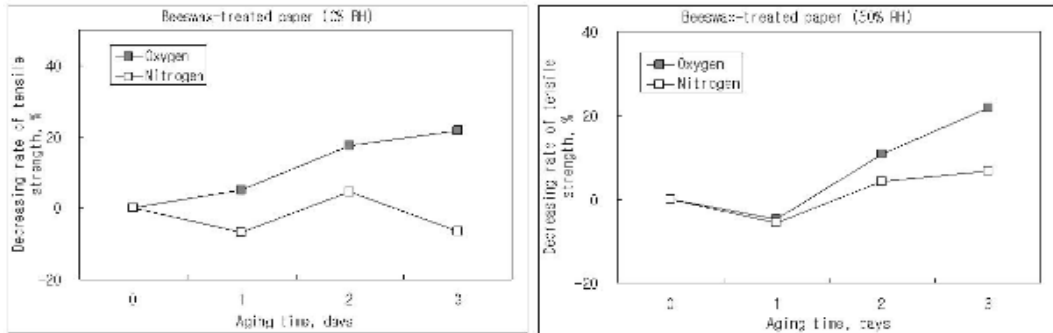 Beeswax-treated paper (0% RH)
Oxygen
Nitrogen
Decreasing rate of tensile
strength, %
40
20
0
-20
0 1 2 3
Aging time, days
Beeswax-treated paper (50% RH)
Oxygen
Nitrogen
Decreasing rate of tensile
strength, %
40
20
0
-20
0 1 2 3
Aging time, days